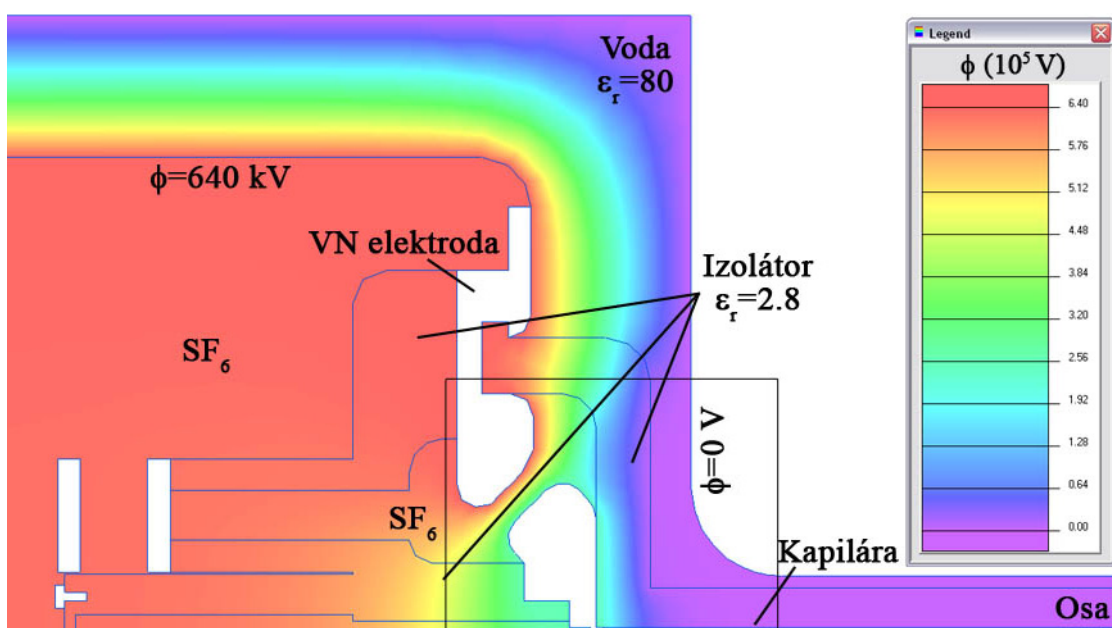 Voda
εr=80
ϕ=640 kV
VN elektroda
Izolátor
εr=2.8
SF6
SF6
ϕ=0 V
Kapilára
Osa
Legend
ϕ (10⁵ V)
6.40
5.76
5.12
4.48
3.84
3.20
2.56
1.92
1.28
0.64
0.00